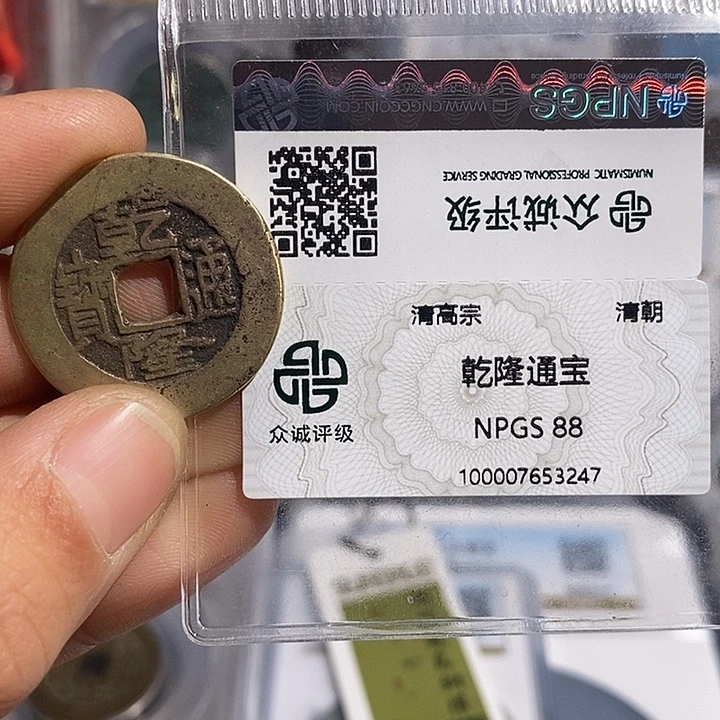 乾隆通寶
NPGS
WWW.CNGCCOIN.COM
众诚评级
NUMISMATIC PROFESSIONAL GRADING SERVICE
清高宗 清朝
乾隆通宝
NPGS 88
100007653247
众诚评级